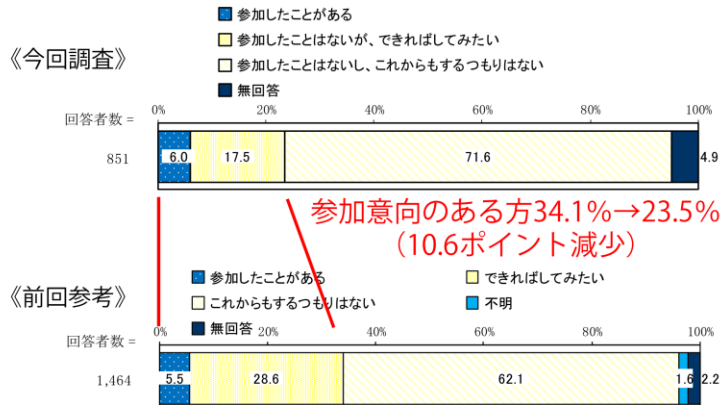 《今回調査》
参加したことがある
参加したことはないが、できればしてみたい
参加したことはないし、これからもするつもりはない
無回答
0% 20% 40% 60% 80% 100%
回答者数 =
851 6.0 17.5 71.6 4.9
参加意向のある方34.1%→23.5%
（10.6ポイント減少）
《前回参考》
参加したことがある できればしてみたい
これからもするつもりはない 不明
無回答
0% 20% 40% 60% 80% 100%
回答者数 =
1,464 5.5 28.6 62.1 1.6 2.2